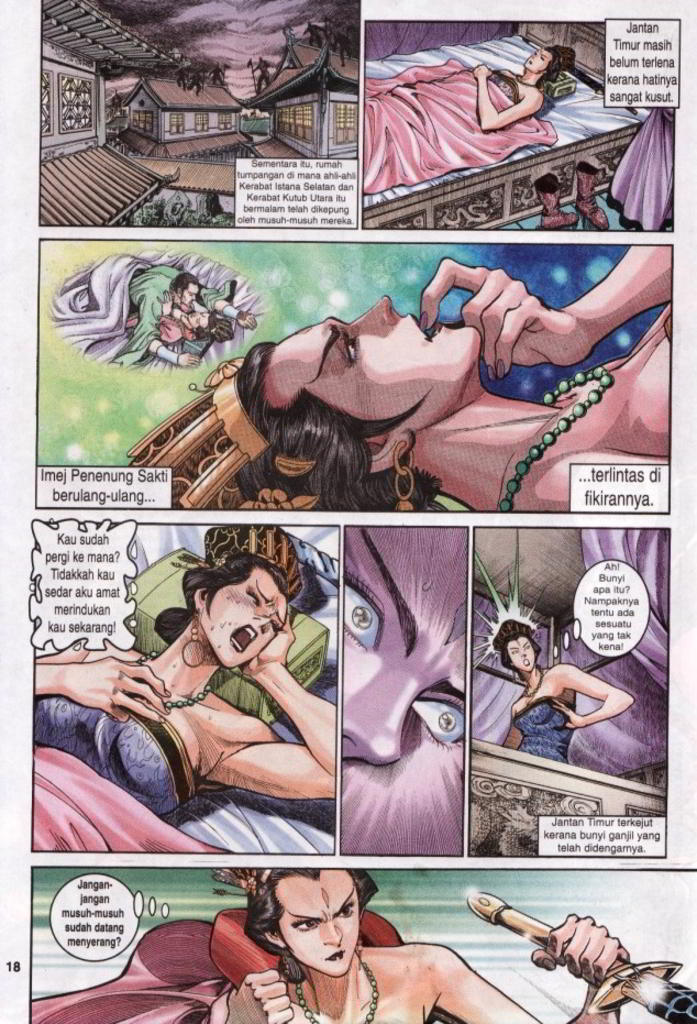 Sementara itu, rumah
tumpangan di mana ahli-ahli
Kerabat Istana Selatan dan
Kerabat Kutub Utara itu
bermalam telah dikepung
oleh musuh-musuh mereka.
Jantan
Timur masih
belum terlena
kerana hatinya
sangat kusut.
Imej Penenung Sakti
berulang-ulang...
...terlintas di
fikirannya.
Kau sudah
pergi ke mana?
Tidakkah kau
sedar aku amat
merindukan
kau sekarang!
Ah!
Bunyi
apa itu?
Nampaknya
tentu ada
sesuatu
yang tak
kena!
Jantan Timur terkejut
kerana bunyi ganjil yang
telah didengarnya.
Jangan-
jangan
musuh-musuh
sudah datang
menyerang?
18